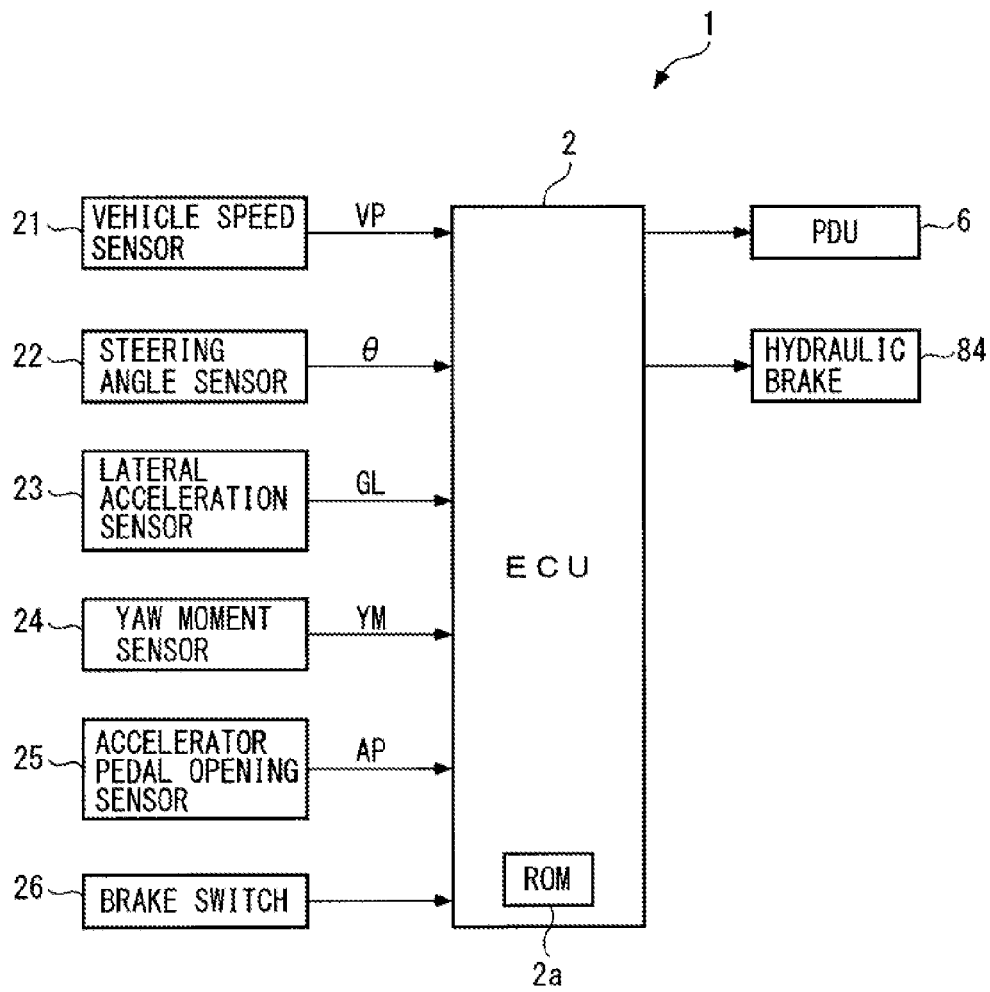 1
2
21
VEHICLE SPEED
SENSOR
VP
PDU
6
22
STEERING
ANGLE SENSOR
θ
HYDRAULIC
BRAKE
84
23
LATERAL
ACCELERATION
SENSOR
GL
ECU
24
YAW MOMENT
SENSOR
YM
25
ACCELERATOR
PEDAL OPENING
SENSOR
AP
26
BRAKE SWITCH
ROM
2a